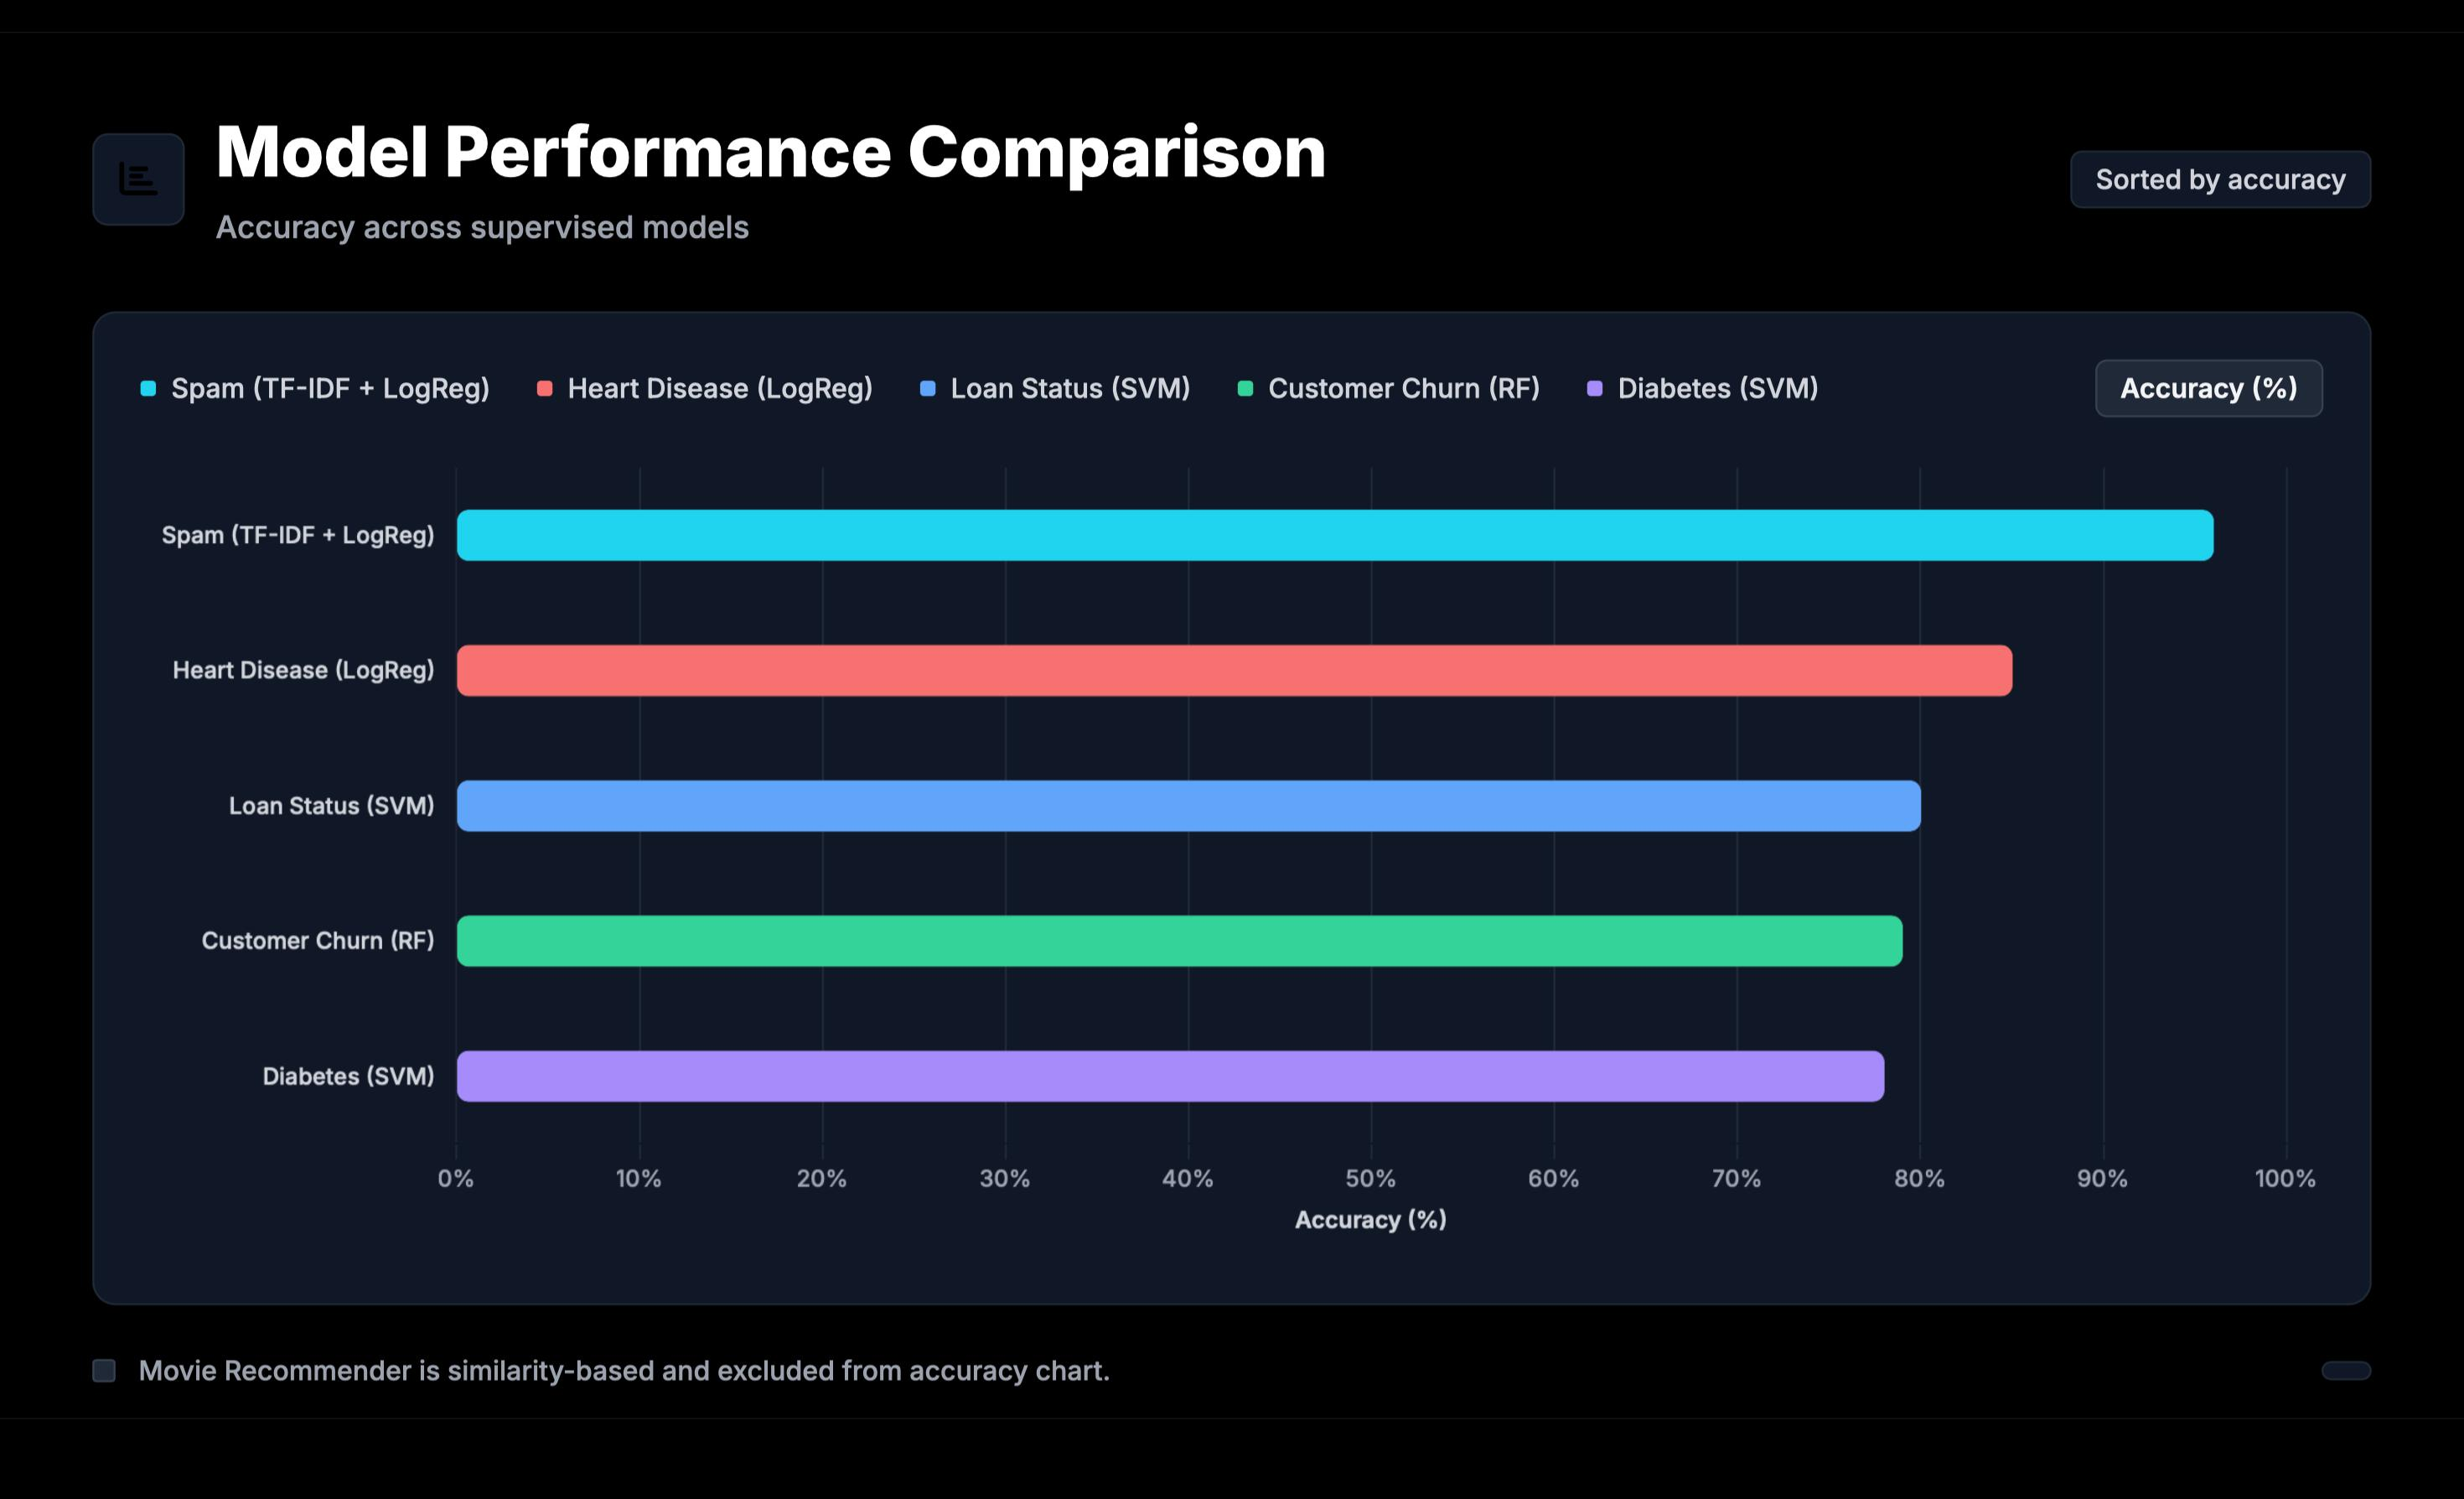 Model Performance Comparison
Accuracy across supervised models
Sorted by accuracy
Spam (TF-IDF + LogReg)
Heart Disease (LogReg)
Loan Status (SVM)
Customer Churn (RF)
Diabetes (SVM)
Accuracy (%)
Spam (TF-IDF + LogReg)
Heart Disease (LogReg)
Loan Status (SVM)
Customer Churn (RF)
Diabetes (SVM)
0% 10% 20% 30% 40% 50% 60% 70% 80% 90% 100%
Accuracy (%)
Movie Recommender is similarity-based and excluded from accuracy chart.